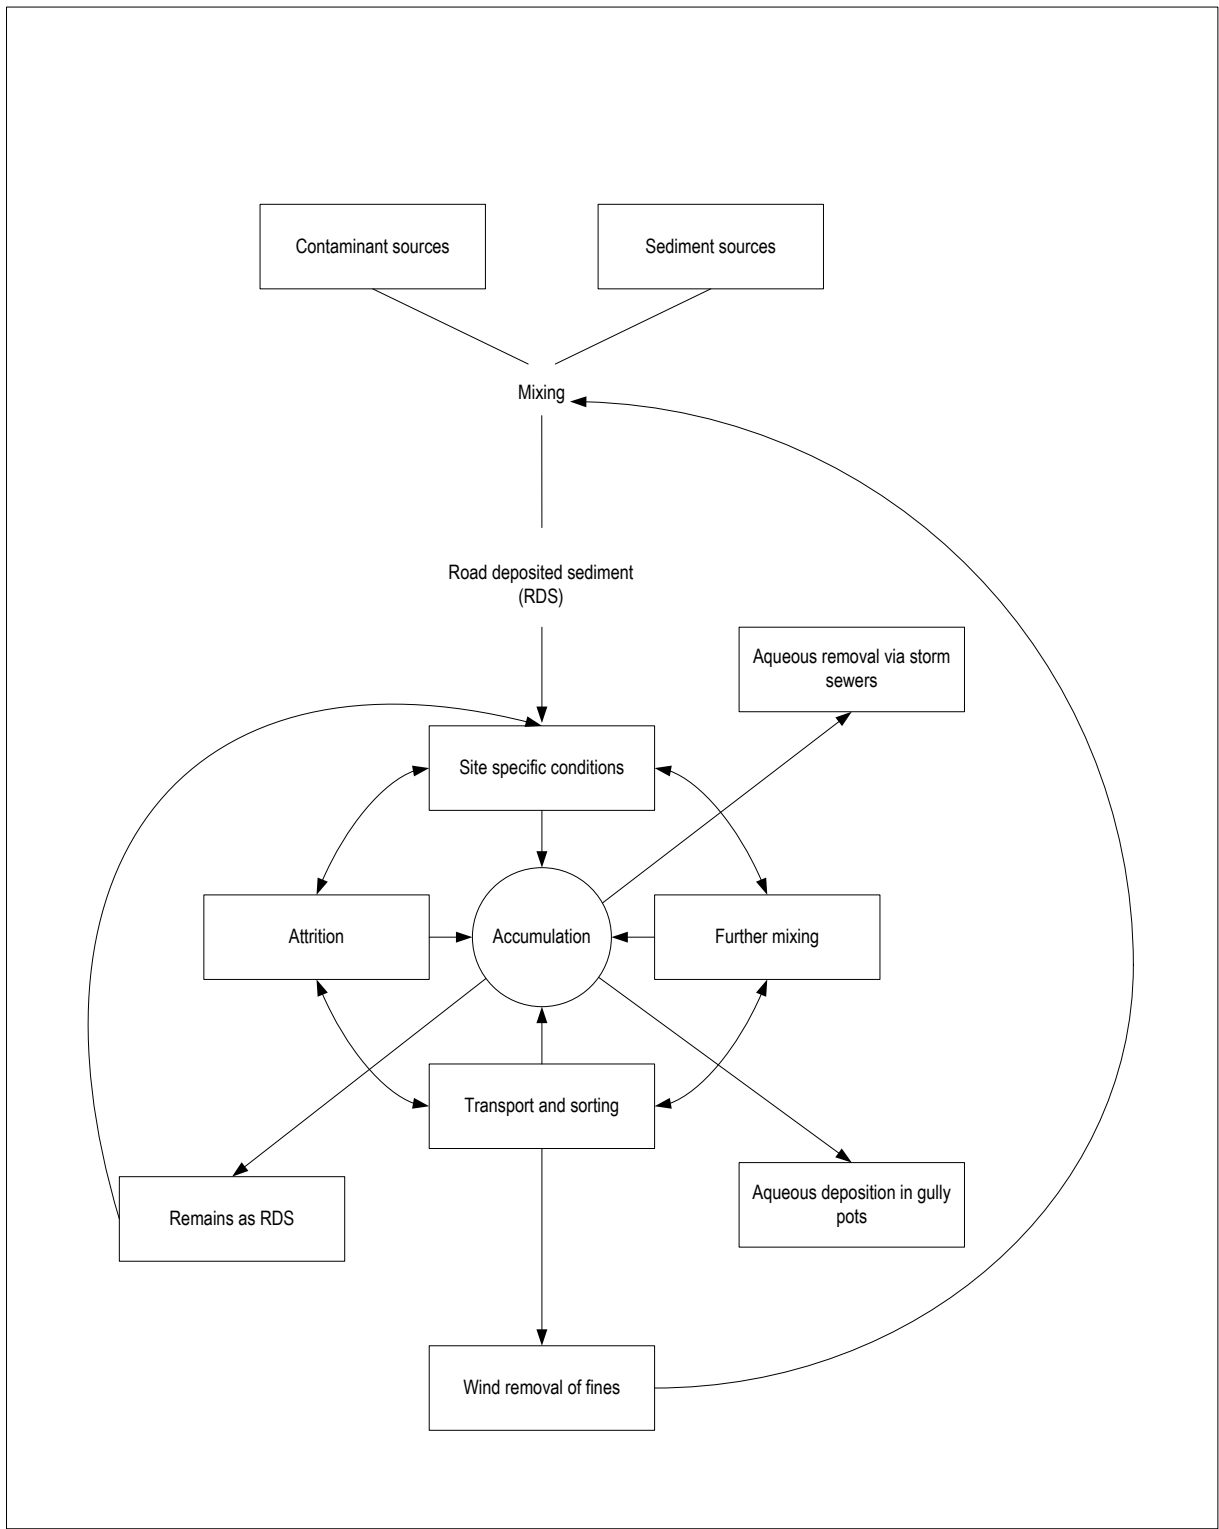 Contaminant sources
Sediment sources
Mixing
Road deposited sediment
(RDS)
Aqueous removal via storm
sewers
Site specific conditions
Attrition
Accumulation
Further mixing
Transport and sorting
Remains as RDS
Aqueous deposition in gully
pots
Wind removal of fines